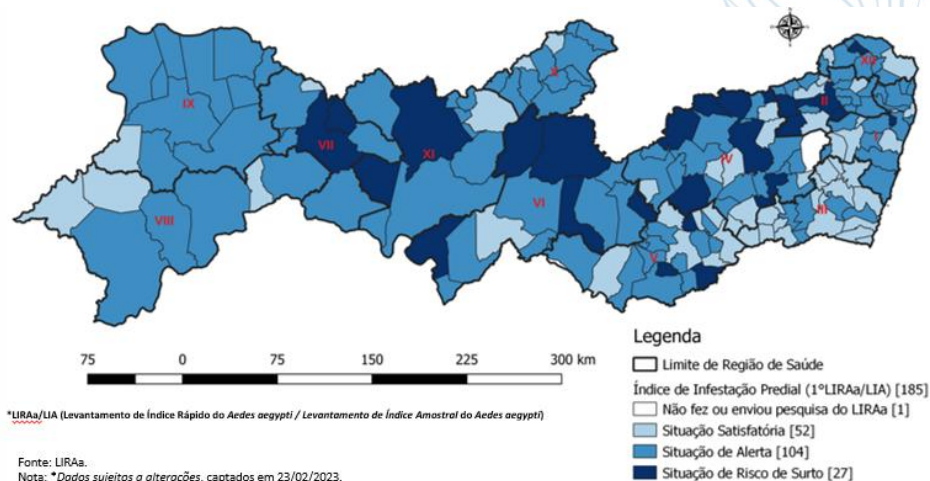 X
XII
IX
II
I
VII
XI
IV
VI
III
VIII
V
75 0 75 150 225 300 km
Legenda
Limite de Região de Saúde
Índice de Infestação Predial (1ºLIRAa/LIA) [185]
Não fez ou enviou pesquisa do LIRAa [1]
Situação Satisfatória [52]
Situação de Alerta [104]
Situação de Risco de Surto [27]
*LIRAa/LIA (Levantamento de Índice Rápido do Aedes aegypti / Levantamento de Índice Amostral do Aedes aegypti)
Fonte: LIRAa.
Nota: *Dados sujeitos a alterações, captados em 23/02/2023.